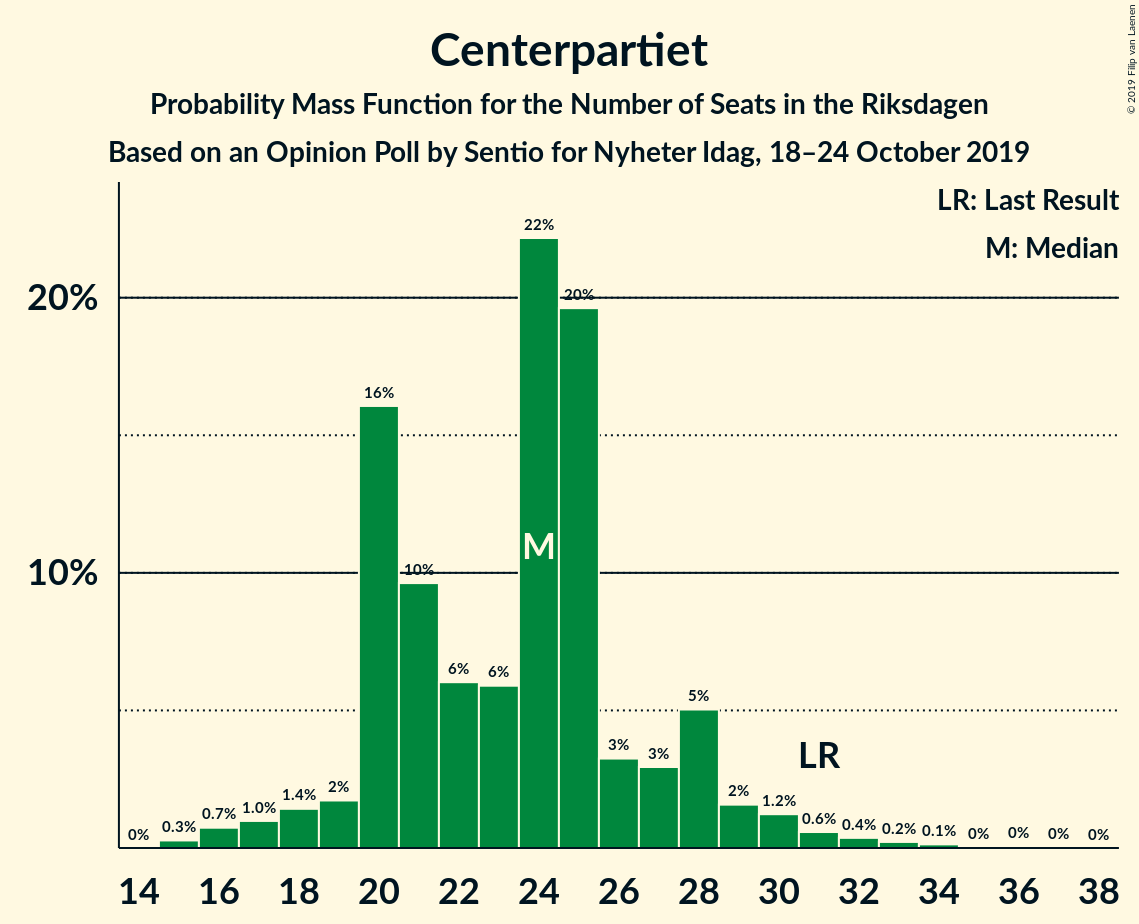 © 2019 Filip van Laenen
Centerpartiet
Probability Mass Function for the Number of Seats in the Riksdagen
Based on an Opinion Poll by Sentio for Nyheter Idag, 18–24 October 2019
LR: Last Result
M: Median
20%
10%
0% 0.3% 0.7% 1.0% 1.4% 2% 16% 10% 6% 6% 22% 20% 3% 3% 5% 2% 1.2% 0.6% 0.4% 0.2% 0.1% 0% 0% 0% 0%
M
LR
14 16 18 20 22 24 26 28 30 32 34 36 38